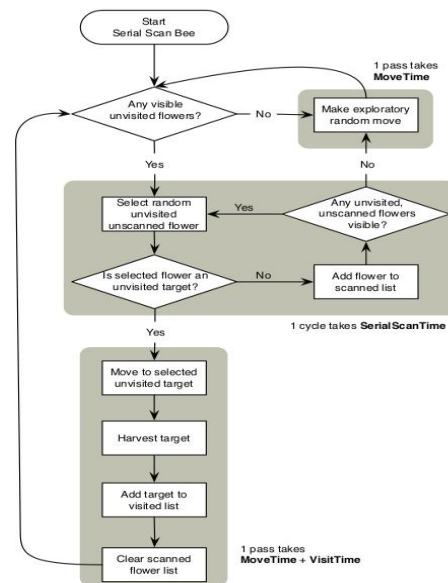 Start
Serial Scan Bee
1 pass takes
MoveTime
Any visible
unvisited flowers?
No
Make exploratory
random move
Yes
No
Select random
unvisited
unscanned flower
Yes
Any unvisited,
unscanned flowers
visible?
Is selected flower an
unvisited target?
No
Add flower to
scanned list
Yes
1 cycle takes SerialScanTime
Move to selected
unvisited target
Harvest target
Add target to
visited list
Clear scanned
flower list
1 pass takes
MoveTime + VisitTime